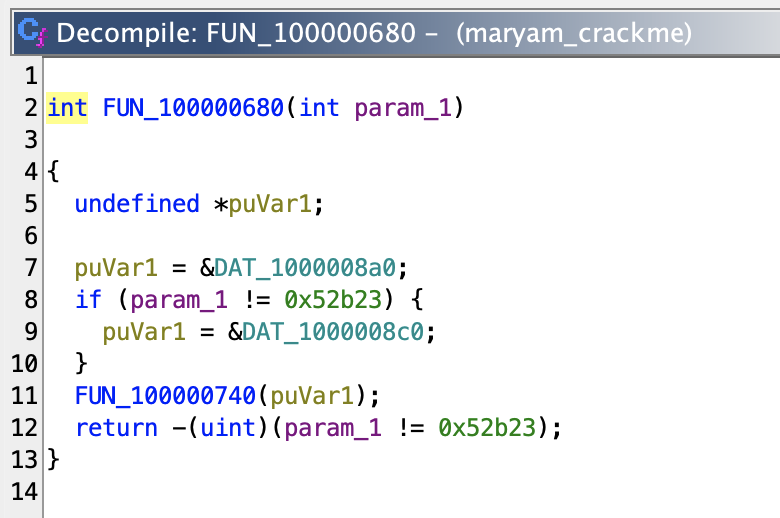 Decompile: FUN_100000680 - (maryam_crackme)
1
2 int FUN_100000680(int param_1)
3
4 {
5   undefined *puVar1;
6
7   puVar1 = &DAT_1000008a0;
8   if (param_1 != 0x52b23) {
9     puVar1 = &DAT_1000008c0;
10   }
11   FUN_100000740(puVar1);
12   return -(uint)(param_1 != 0x52b23);
13 }
14